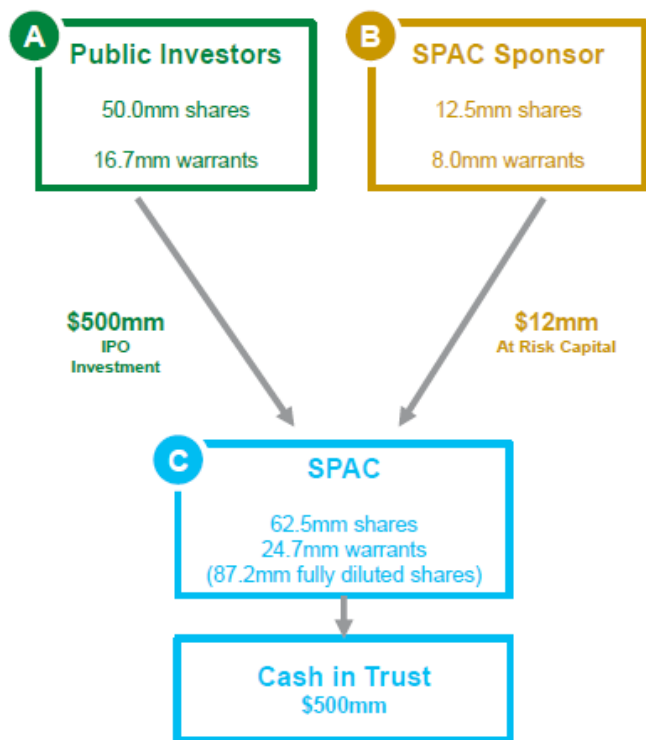 A
Public Investors
50.0mm shares
16.7mm warrants
B
SPAC Sponsor
12.5mm shares
8.0mm warrants
$500mm
IPO
Investment
$12mm
At Risk Capital
C
SPAC
62.5mm shares
24.7mm warrants
(87.2mm fully diluted shares)
Cash in Trust
$500mm